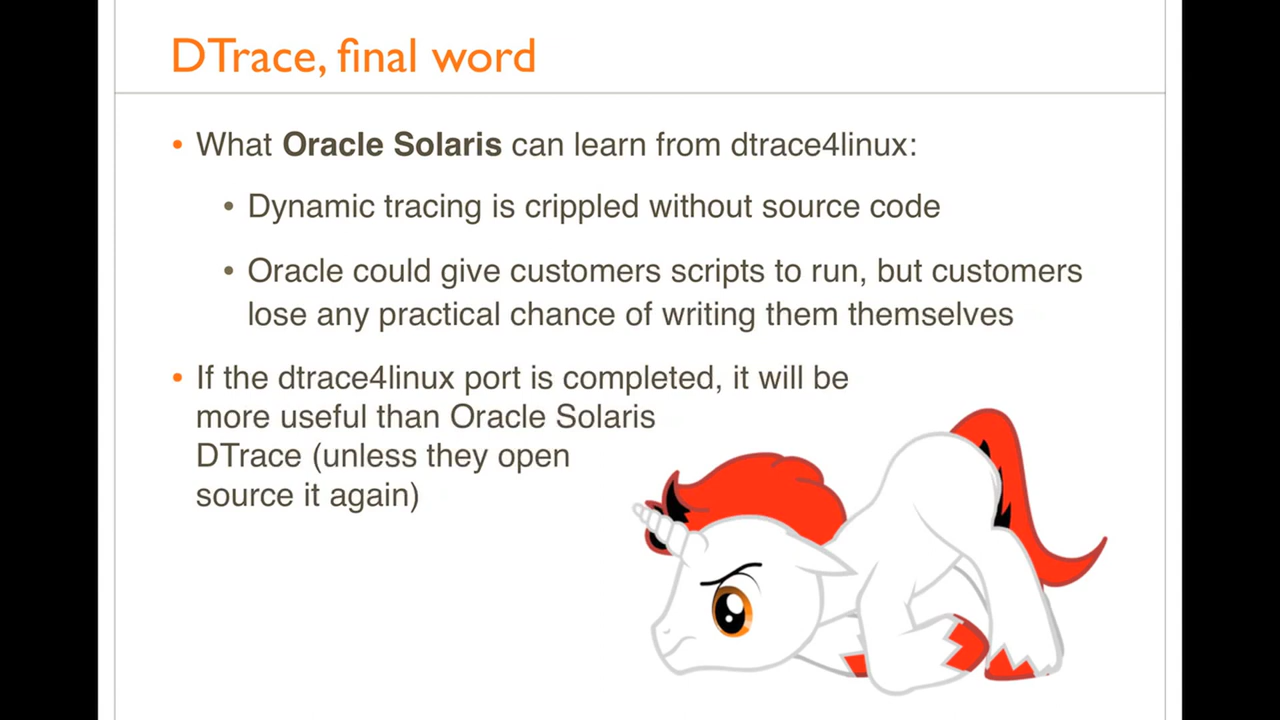 DTrace, final word
• What Oracle Solaris can learn from dtrace4linux:
• Dynamic tracing is crippled without source code
• Oracle could give customers scripts to run, but customers
lose any practical chance of writing them themselves
• If the dtrace4linux port is completed, it will be
more useful than Oracle Solaris
DTrace (unless they open
source it again)